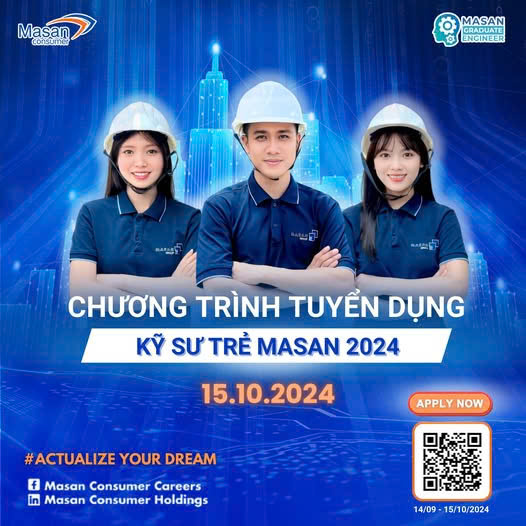 Masan
consumer
MASAN
GRADUATE
ENGINEER
CHƯƠNG TRÌNH TUYỂN DỤNG
KỸ SƯ TRẺ MASAN 2024
15.10.2024
APPLY NOW
#ACTUALIZE YOUR DREAM
Masan Consumer Careers
in Masan Consumer Holdings
14/09 - 15/10/2024